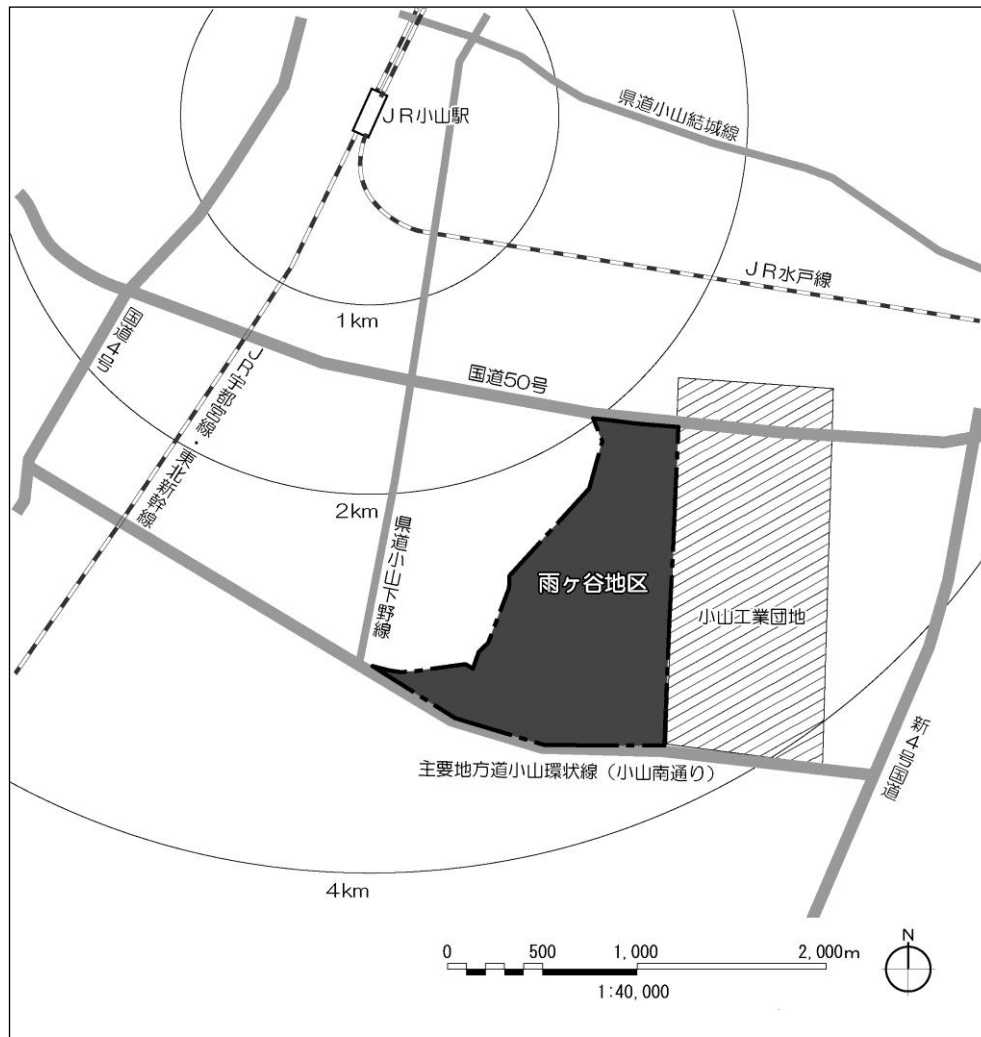 県道小山結城線
JR小山駅
JR水戸線
1km
国道4号
JR宇都宮線・東北新幹線
国道50号
2km
県道小山下野線
雨ヶ谷地区
小山工業団地
新4号国道
主要地方道小山環状線（小山南通り）
4km
N
0 500 1,000 2,000m
1:40,000